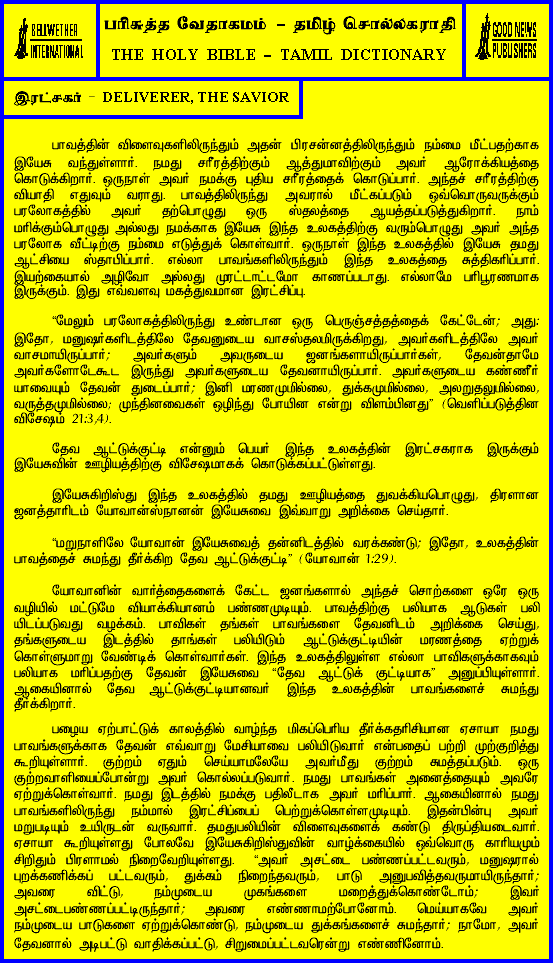 BELLWETHER
INTERNATIONAL
பரிசுத்த வேதாகமம் - தமிழ் சொல்லகராதி
THE HOLY BIBLE - TAMIL DICTIONARY
GOOD NEWS
PUBLISHERS
இரட்சகர் - DELIVERER, THE SAVIOR
பாவத்தின் விளைவுகளிலிருந்தும் அதன் பிரசன்னத்திலிருந்தும் நம்மை மீட்பதற்காக
இயேசு வந்துள்ளார். நமது சரீரத்திற்கும் ஆத்துமாவிற்கும் அவர் ஆரோக்கியத்தை
கொடுக்கிறார். ஒருநாள் அவர் நமக்கு புதிய சரீரத்தைக் கொடுப்பார். அந்தச் சரீரத்திற்கு
வியாதி எதுவும் வராது. பாவத்திலிருந்து அவரால் மீட்கப்படும் ஒவ்வொருவருக்கும்
பரலோகத்தில் அவர் தற்பொழுது ஒரு ஸ்தலத்தை ஆயத்தப்படுத்துகிறார். நாம்
மரிக்கும்பொழுது அல்லது நமக்காக இயேசு இந்த உலகத்திற்கு வரும்பொழுது அவர் அந்த
பரலோக வீட்டிற்கு நம்மை எடுத்துக் கொள்வார். ஒருநாள் இந்த உலகத்தில் இயேசு தமது
ஆட்சியை ஸ்தாபிப்பார். எல்லா பாவங்களிலிருந்தும் இந்த உலகத்தை சுத்திகரிப்பார்.
இயற்கையால் அழிவோ அல்லது முரட்டாட்டமோ காணப்படாது. எல்லாமே பரிபூரணமாக
இருக்கும். இது எவ்வளவு மகத்துவமான இரட்சிப்பு.
“மேலும் பரலோகத்திலிருந்து உண்டான ஒரு பெருஞ்சத்தத்தைக் கேட்டேன்; அது:
இதோ, மனுஷர்களிடத்திலே தேவனுடைய வாசஸ்தலமிருக்கிறது, அவர்களிடத்திலே அவர்
வாசமாயிருப்பார்; அவர்களும் அவருடைய ஜனங்களாயிருப்பார்கள், தேவன்தாமே
அவர்களோடேகூட இருந்து அவர்களுடைய தேவனாயிருப்பார். அவர்களுடைய கண்ணீர்
யாவையும் தேவன் துடைப்பார்; இனி மரணமுமில்லை, துக்கமுமில்லை, அலறுதலுமில்லை,
வருத்தமுமில்லை; முந்தினவைகள் ஒழிந்து போயின என்று விளம்பினது” (வெளிப்படுத்தின
விசேஷம் 21:3,4).
தேவ ஆட்டுக்குட்டி என்னும் பெயர் இந்த உலகத்தின் இரட்சகராக இருக்கும்
இயேசுவின் ஊழியத்திற்கு விசேஷமாகக் கொடுக்கப்பட்டுள்ளது.
இயேசுகிறிஸ்து இந்த உலகத்தில் தமது ஊழியத்தை துவக்கியபொழுது, திரளான
ஜனத்தாரிடம் யோவான்ஸ்நானன் இயேசுவை இவ்வாறு அறிக்கை செய்தார்.
“மறுநாளிலே யோவான் இயேசுவைத் தன்னிடத்தில் வரக்கண்டு; இதோ, உலகத்தின்
பாவத்தைச் சுமந்து தீர்க்கிற தேவ ஆட்டுக்குட்டி” (யோவான் 1:29).
யோவானின் வார்த்தைகளைக் கேட்ட ஜனங்களால் அந்தச் சொற்களை ஒரே ஒரு
வழியில் மட்டுமே வியாக்கியானம் பண்ணமுடியும். பாவத்திற்கு பலியாக ஆடுகள் பலி
யிடப்படுவது வழக்கம். பாவிகள் தங்கள் பாவங்களை தேவனிடம் அறிக்கை செய்து,
தங்களுடைய இடத்தில் தாங்கள் பலியிடும் ஆட்டுக்குட்டியின் மரணத்தை ஏற்றுக்
கொள்ளுமாறு வேண்டிக் கொள்வார்கள். இந்த உலகத்திலுள்ள எல்லா பாவிகளுக்காகவும்
பலியாக மரிப்பதற்கு தேவன் இயேசுவை “தேவ ஆட்டுக் குட்டியாக” அனுப்பியுள்ளார்.
ஆகையினால் தேவ ஆட்டுக்குட்டியானவர் இந்த உலகத்தின் பாவங்களைச் சுமந்து
தீர்க்கிறார்.
பழைய ஏற்பாட்டுக் காலத்தில் வாழ்ந்த மிகப்பெரிய தீர்க்கதரிசியான ஏசாயா நமது
பாவங்களுக்காக தேவன் எவ்வாறு மேசியாவை பலியிடுவார் என்பதைப் பற்றி முற்குறித்து
கூறியுள்ளார். குற்றம் ஏதும் செய்யாமலேயே அவர்மீது குற்றம் சுமத்தப்படும். ஒரு
குற்றவாளியைப்போன்று அவர் கொல்லப்படுவார். நமது பாவங்கள் அனைத்தையும் அவரே
ஏற்றுக்கொள்வார். நமது இடத்தில் நமக்கு பதிலீடாக அவர் மரிப்பார். ஆகையினால் நமது
பாவங்களிலிருந்து நம்மால் இரட்சிப்பைப் பெற்றுக்கொள்ளமுடியும். இதன்பின்பு அவர்
மறுபடியும் உயிருடன் வருவார். தமதுபலியின் விளைவுகளைக் கண்டு திருப்தியடைவார்.
ஏசாயா கூறியுள்ளது போலவே இயேசுகிறிஸ்துவின் வாழ்க்கையில் ஒவ்வொரு காரியமும்
சிறிதும் பிரளாமல் நிறைவேறியுள்ளது. “அவர் அசட்டை பண்ணப்பட்டவரும், மனுஷரால்
புறக்கணிக்கப் பட்டவரும், துக்கம் நிறைந்தவரும், பாடு அனுபவித்தவருமாயிருந்தார்;
அவரை விட்டு, நம்முடைய முகங்களை மறைத்துக்கொண்டோம்; இவர்
அசட்டைபண்ணப்பட்டிருந்தார்; அவரை எண்ணாமற்போனோம். மெய்யாகவே அவர்
நம்முடைய பாடுகளை ஏற்றுக்கொண்டு, நம்முடைய துக்கங்களைச் சுமந்தார்; நாமோ, அவர்
தேவனால் அடிபட்டு வாதிக்கப்பட்டு, சிறுமைப்பட்டவரென்று எண்ணினோம்.